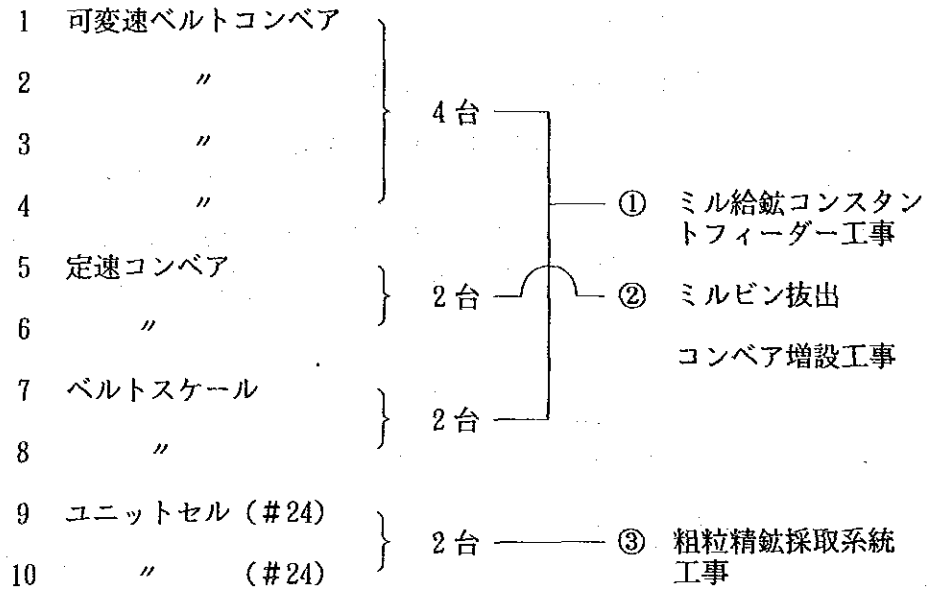 1 可変速ベルトコンベア
2 〃
3 〃
4台
4 〃
① ミル給鉱コンスタン
トフィーダー工事
5 定速コンベア
2台
② ミルビン抜出
6 〃
コンベア増設工事
7 ベルトスケール
2台
8 〃
9 ユニットセル (#24)
2台
③ 粗粒精鉱採取系統
工事
10 〃 (#24)